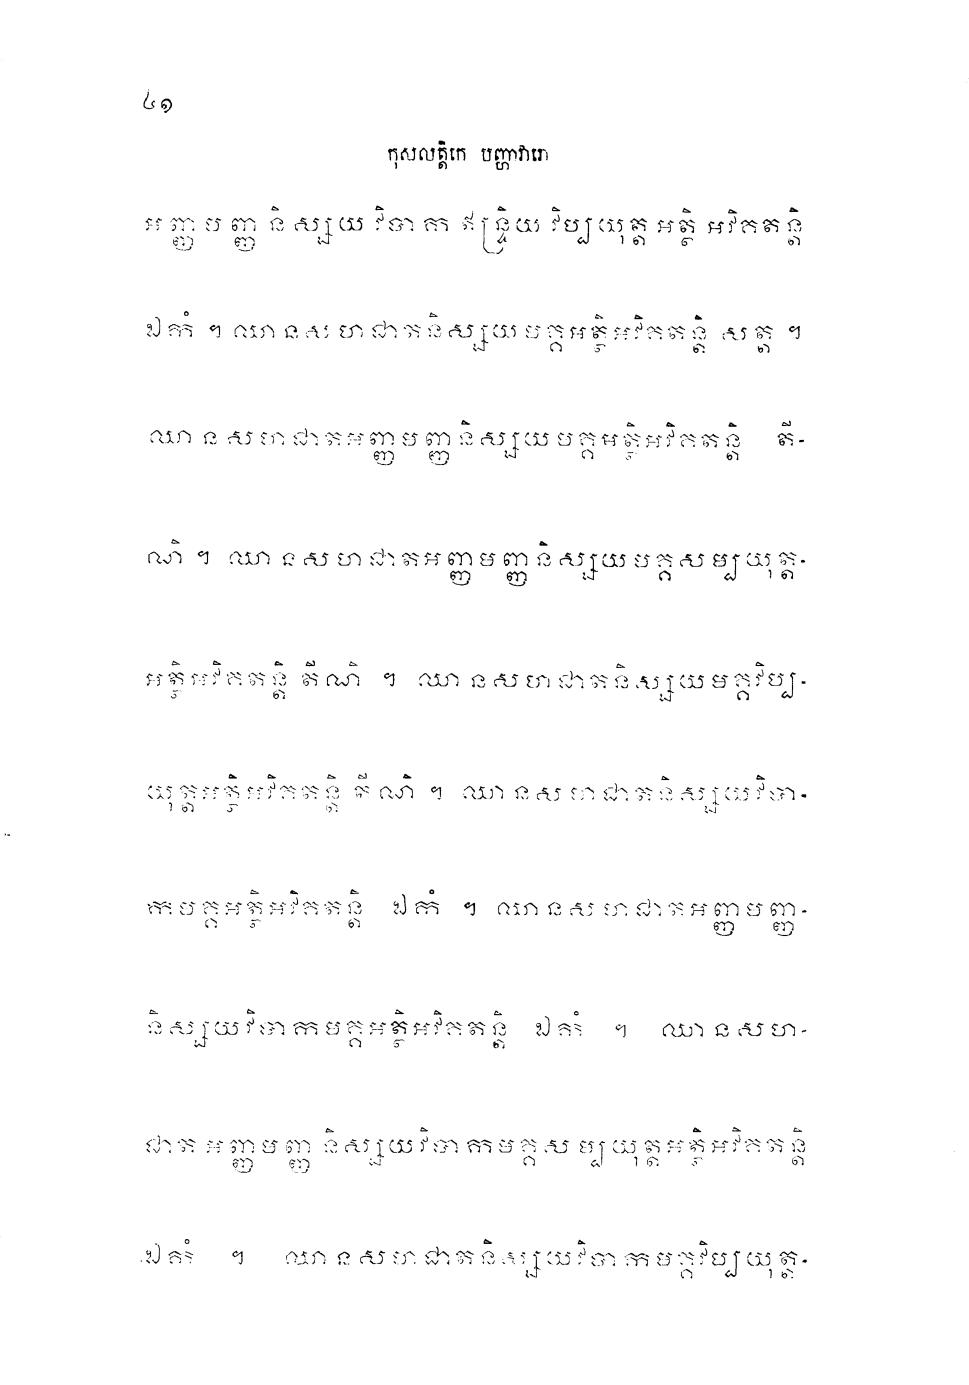 ៤១
កុសលត្តិកេ បញ្ហាវារោ
អញ្ញមញ្ញនិស្សយវិបាកឥន្ទ្រិយវិប្បយុត្តអត្ថិអវិកតន្តិ
ឯកំ ។ ឈានសហជាតនិស្សយមគ្គអត្ថិអវិកតន្តិ សត្ត ។
ឈានសហជាតអញ្ញមញ្ញនិស្សយមគ្គអត្ថិអវិកតន្តិ តី-
ណិ ។ ឈានសហជាតអញ្ញមញ្ញនិស្សយមគ្គសម្បយុត្ត-
អត្ថិអវិកតន្តិ តីណិ ។ ឈានសហជាតនិស្សយមគ្គវិប្ប-
យុត្តអត្ថិអវិកតន្តិ តីណិ ។ ឈានសហជាតនិស្សយវិបា-
កមគ្គអត្ថិអវិកតន្តិ ឯកំ ។ ឈានសហជាតអញ្ញមញ្ញ-
និស្សយវិបាកមគ្គអត្ថិអវិកតន្តិ ឯកំ ។ ឈានសហ-
ជាតអញ្ញមញ្ញនិស្សយវិបាកមគ្គសម្បយុត្តអត្ថិអវិកតន្តិ
ឯកំ ។ ឈានសហជាតនិស្សយវិបាកមគ្គវិប្បយុត្ត-